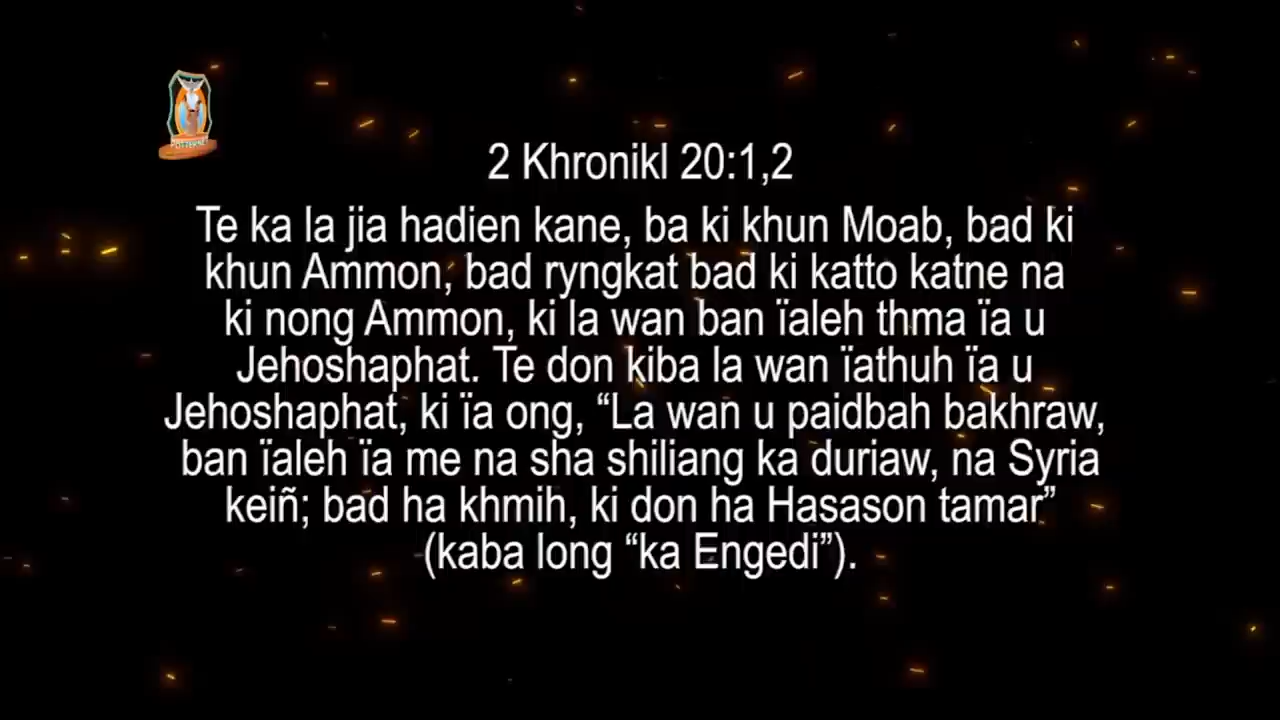 POTTERNET
2 Khronikl 20:1,2
Te ka la jia hadien kane, ba ki khun Moab, bad ki
khun Ammon, bad ryngkat bad ki katto katne na
ki nong Ammon, ki la wan ban ïaleh thma ïa u
Jehoshaphat. Te don kiba la wan ïathuh ïa u
Jehoshaphat, ki ïa ong, “La wan u paidbah bakhraw,
ban ïaleh ïa me na sha shiliang ka duriaw, na Syria
keiñ; bad ha khmih, ki don ha Hasason tamar”
(kaba long “ka Engedi”).